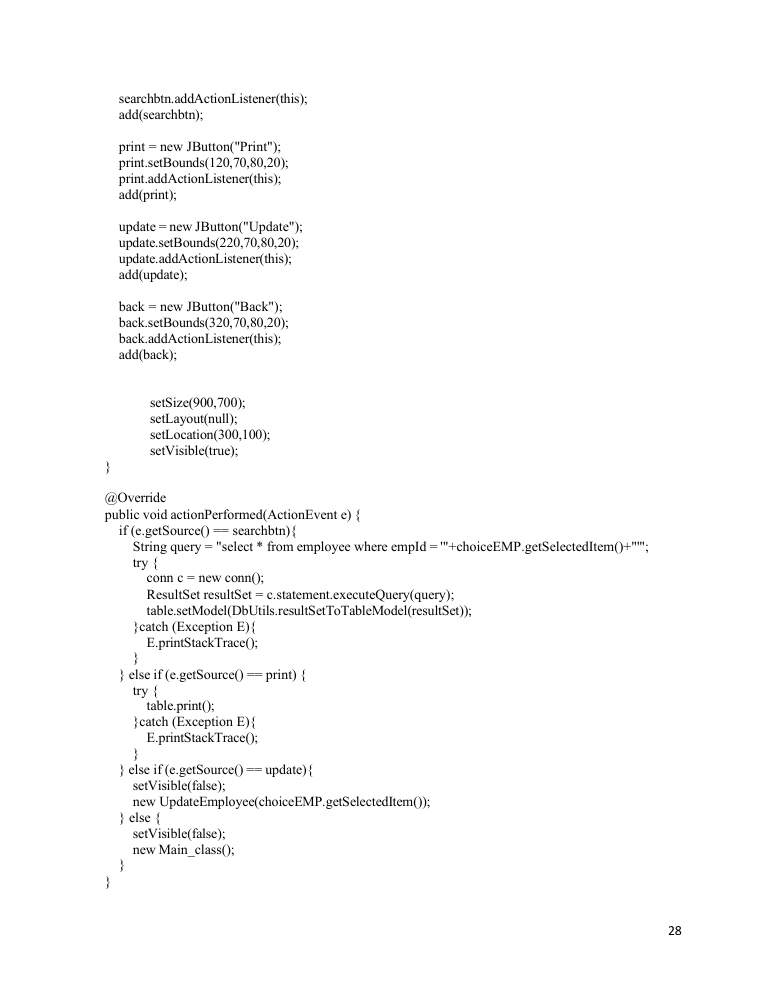 searchbtn.addActionListener(this);
add(searchbtn);
print = new JButton("Print");
print.setBounds(120,70,80,20);
print.addActionListener(this);
add(print);
update = new JButton("Update");
update.setBounds(220,70,80,20);
update.addActionListener(this);
add(update);
back = new JButton("Back");
back.setBounds(320,70,80,20);
back.addActionListener(this);
add(back);
setSize(900,700);
setLayout(null);
setLocation(300,100);
setVisible(true);
}
@Override
public void actionPerformed(ActionEvent e) {
if (e.getSource() == searchbtn){
String query = "select * from employee where empId = '"+choiceEMP.getSelectedItem()+"'";
try {
conn c = new conn();
ResultSet resultSet = c.statement.executeQuery(query);
table.setModel(DbUtils.resultSetToTableModel(resultSet));
}catch (Exception E){
E.printStackTrace();
}
} else if (e.getSource() == print) {
try {
table.print();
}catch (Exception E){
E.printStackTrace();
}
} else if (e.getSource() == update){
setVisible(false);
new UpdateEmployee(choiceEMP.getSelectedItem());
} else {
setVisible(false);
new Main_class();
}
}
28